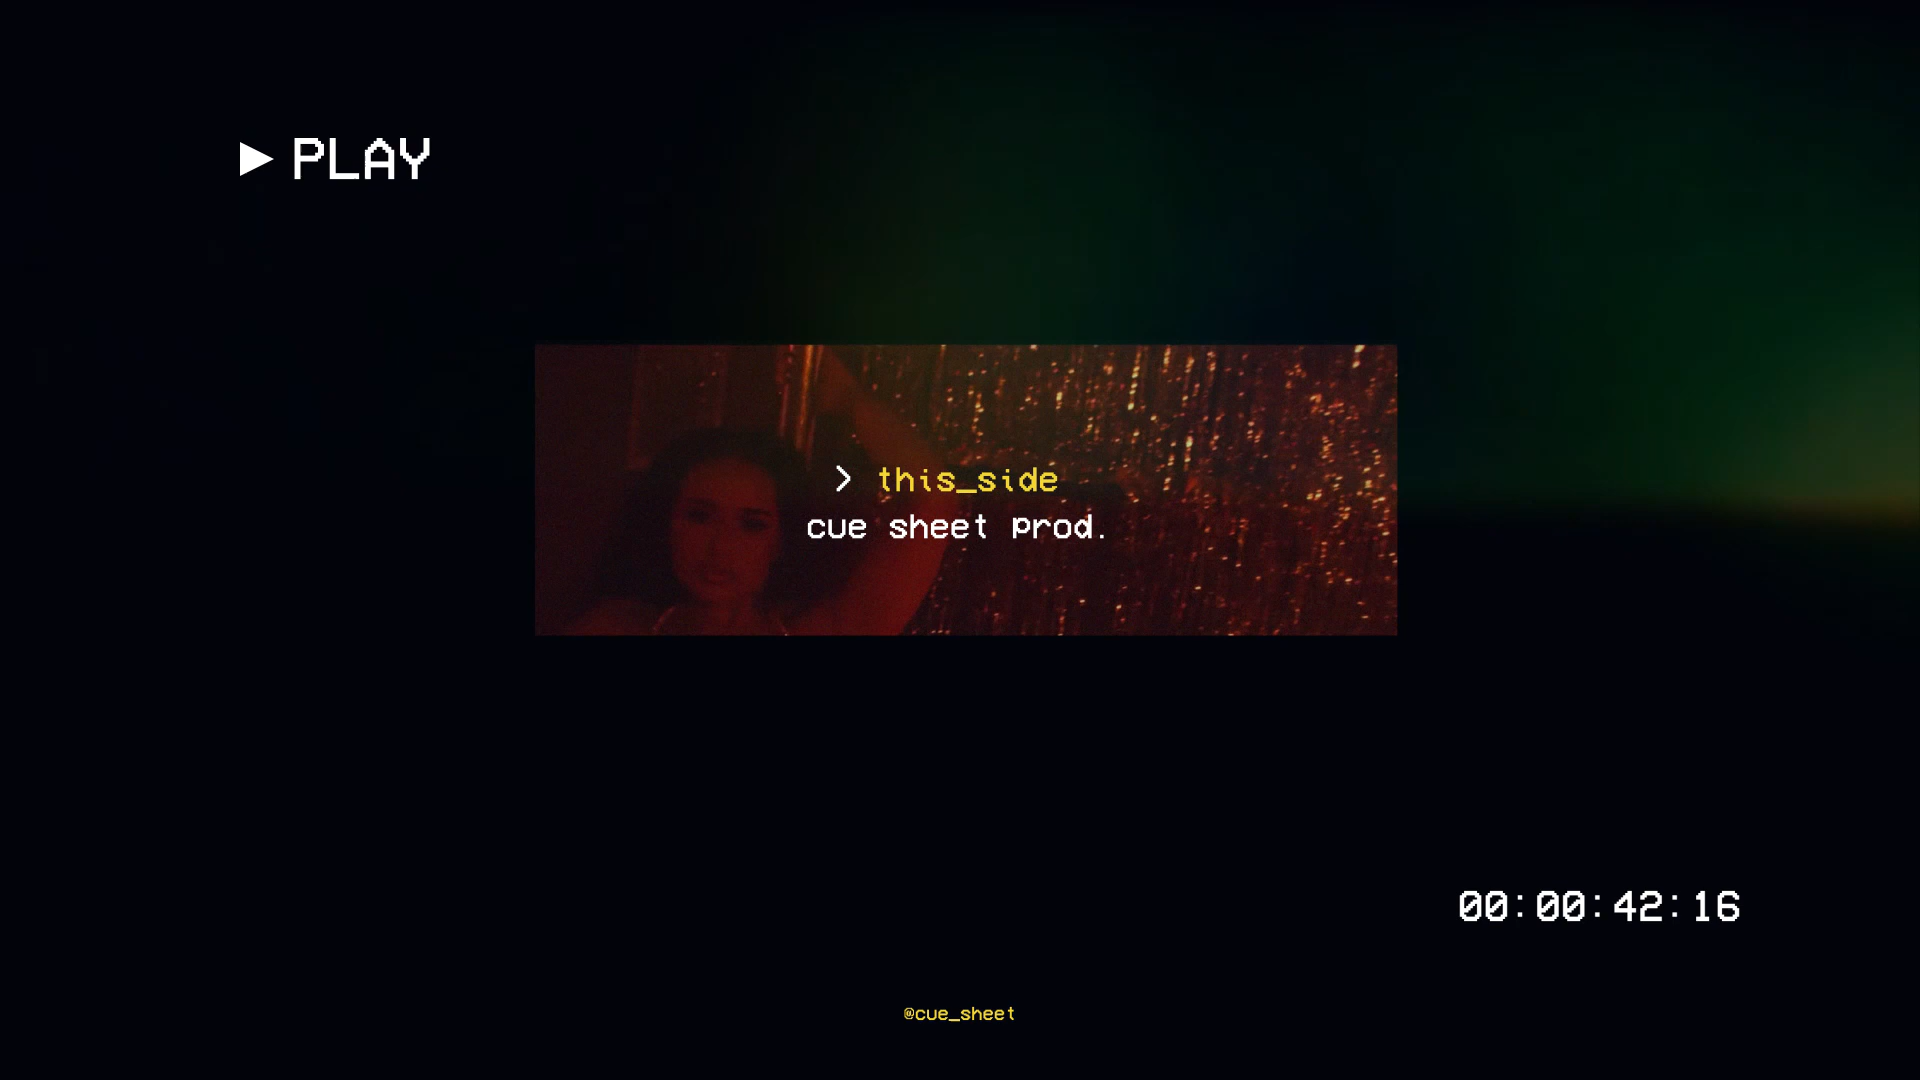 ▶ PLAY
> this_side
cue sheet prod.
00:00:42:16
@cue_sheet